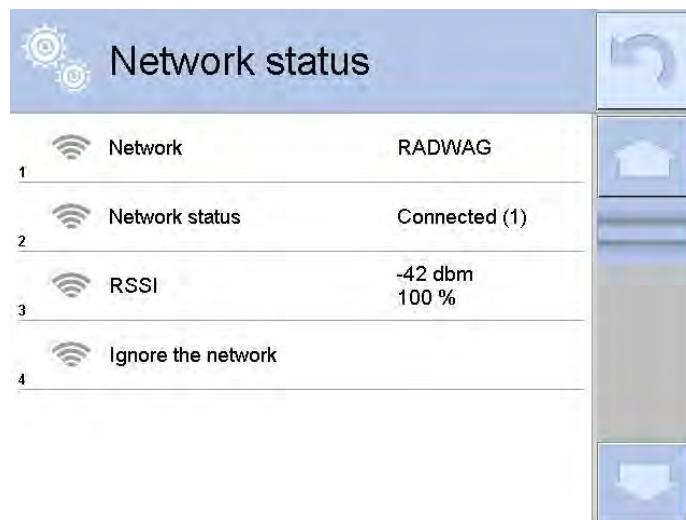 Network status
Network RADWAG
1
Network status Connected (1)
2
RSSI -42 dbm
100 %
3
Ignore the network
4